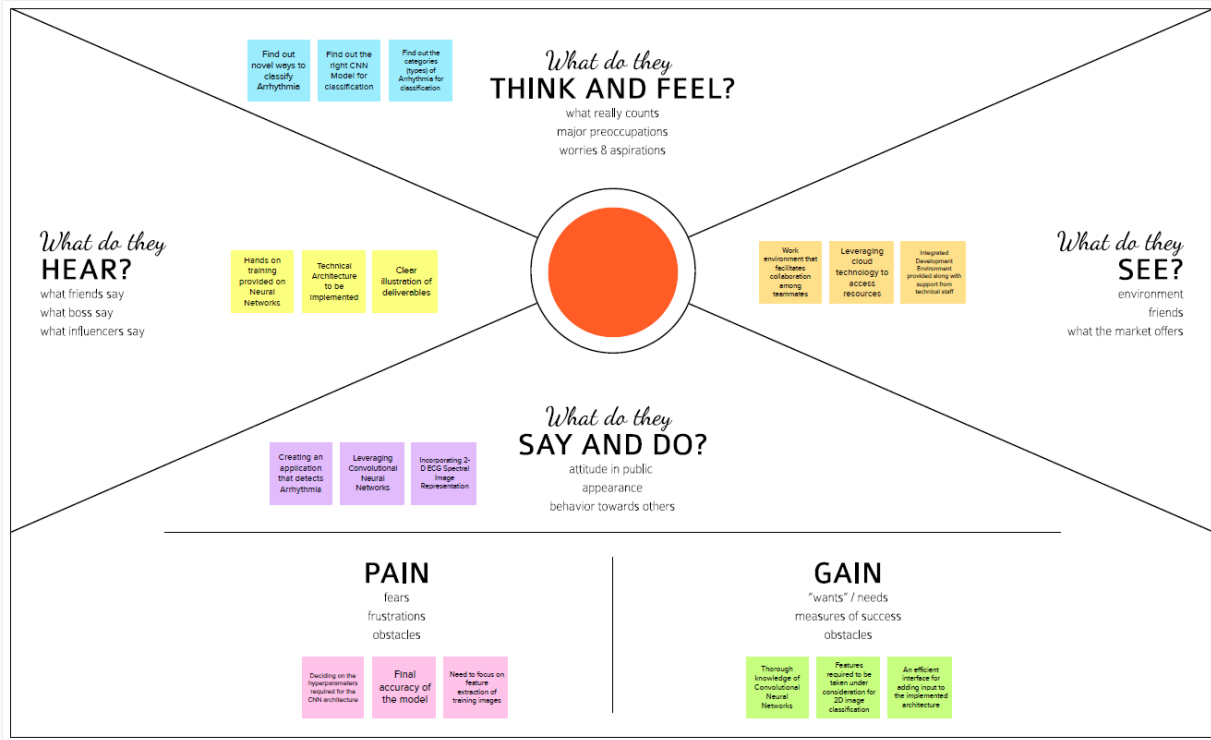 Find out
novel ways to
classify
Arrhythmia
Find out the
right CNN
Model for
classification
Find out the
categories
(types) of
Arrhythmia for
classification
What do they
THINK AND FEEL?
what really counts
major preoccupations
worries & aspirations
What do they
HEAR?
what friends say
what boss say
what influencers say
Hands on
training
provided on
Neural Networks
Technical
Architecture
to be
Implemented
Clear
illustration of
deliverables
Work
environment that
facilitates
collaboration
among
teammates
Leveraging
cloud
technology to
access
resources
Integrated
Development
Environment
provided along with
support from
technical staff
What do they
SEE?
environment
friends
what the market offers
What do they
SAY AND DO?
attitude in public
appearance
behavior towards others
Creating an
application
that detects
Arrhythmia
Leveraging
Convolutional
Neural
Networks
Incorporating 2-
D ECG Spectral
Image
Representation
PAIN
fears
frustrations
obstacles
Deciding on the
hyperparameters
required for the
CNN architecture
Final
accuracy of
the model
Need to focus on
feature
extraction of
training images
GAIN
"wants" / needs
measures of success
obstacles
Thorough
knowledge of
Convolutional
Neural
Networks
Features
required to be
taken under
consideration for
2D image
classification
An efficient
interface for
adding input to
the implemented
architecture